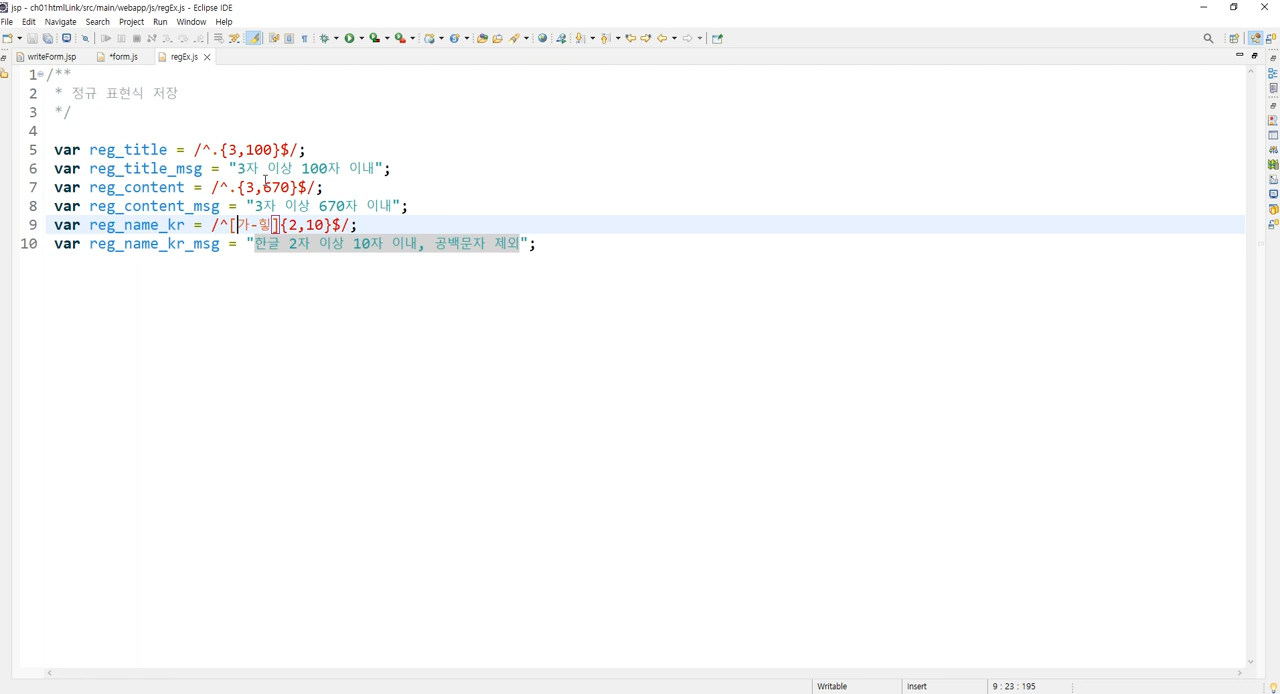 jsp - ch01htmlLink/src/main/webapp/js/regEx.js - Eclipse IDE
File Edit Navigate Search Project Run Window Help
writeForm.jsp *form.js regEx.js
1 /**
2 * 정규 표현식 저장
3 */
4
5 var reg_title = /^.{3,100}$/;
6 var reg_title_msg = "3자 이상 100자 이내";
7 var reg_content = /^.{3,670}$/;
8 var reg_content_msg = "3자 이상 670자 이내";
9 var reg_name_kr = /^[가-힣]{2,10}$/;
10 var reg_name_kr_msg = "한글 2자 이상 10자 이내, 공백문자 제외";
Writable Insert 9 : 23 : 195